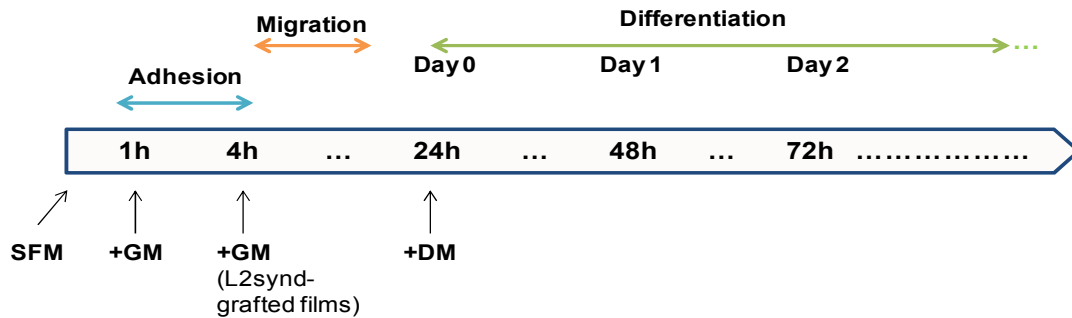 Migration
Differentiation
Adhesion
Day 0
Day 1
Day 2
...
1h
4h
...
24h
...
48h
...
72h
..................
SFM
+GM
+GM
(L2synd-
grafted films)
+DM